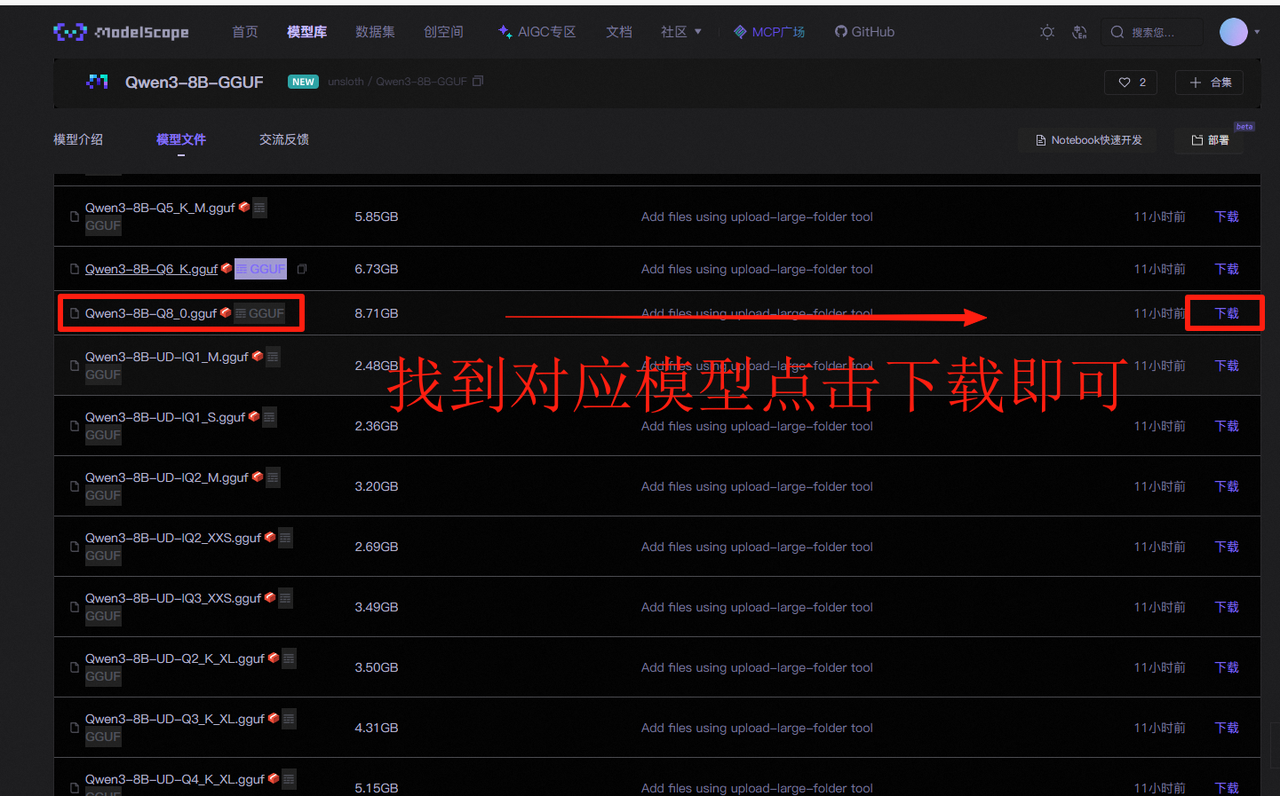 ModelScope 首页 模型库 数据集 创空间 AIGC专区 文档 社区 MCP广场 GitHub 搜索您...
Qwen3-8B-GGUF NEW unsloth / Qwen3-8B-GGUF 2 合集
模型介绍 模型文件 交流反馈 Notebook快速开发 部署 beta
Qwen3-8B-Q5_K_M.gguf
GGUF
5.85GB Add files using upload-large-folder tool 11小时前 下载
Qwen3-8B-Q6_K.gguf GGUF 6.73GB Add files using upload-large-folder tool 11小时前 下载
Qwen3-8B-Q8_0.gguf GGUF 8.71GB Add files using upload-large-folder tool 11小时前 下载
Qwen3-8B-UD-IQ1_M.gguf
GGUF
2.48GB Add files using upload-large-folder tool 11小时前 下载
找到对应模型点击下载即可
Qwen3-8B-UD-IQ1_S.gguf
GGUF
2.36GB Add files using upload-large-folder tool 11小时前 下载
Qwen3-8B-UD-IQ2_M.gguf
GGUF
3.20GB Add files using upload-large-folder tool 11小时前 下载
Qwen3-8B-UD-IQ2_XXS.gguf
GGUF
2.69GB Add files using upload-large-folder tool 11小时前 下载
Qwen3-8B-UD-IQ3_XXS.gguf
GGUF
3.49GB Add files using upload-large-folder tool 11小时前 下载
Qwen3-8B-UD-Q2_K_XL.gguf
GGUF
3.50GB Add files using upload-large-folder tool 11小时前 下载
Qwen3-8B-UD-Q3_K_XL.gguf
GGUF
4.31GB Add files using upload-large-folder tool 11小时前 下载
Qwen3-8B-UD-Q4_K_XL.gguf
GGUF
5.15GB Add files using upload-large-folder tool 11小时前 下载